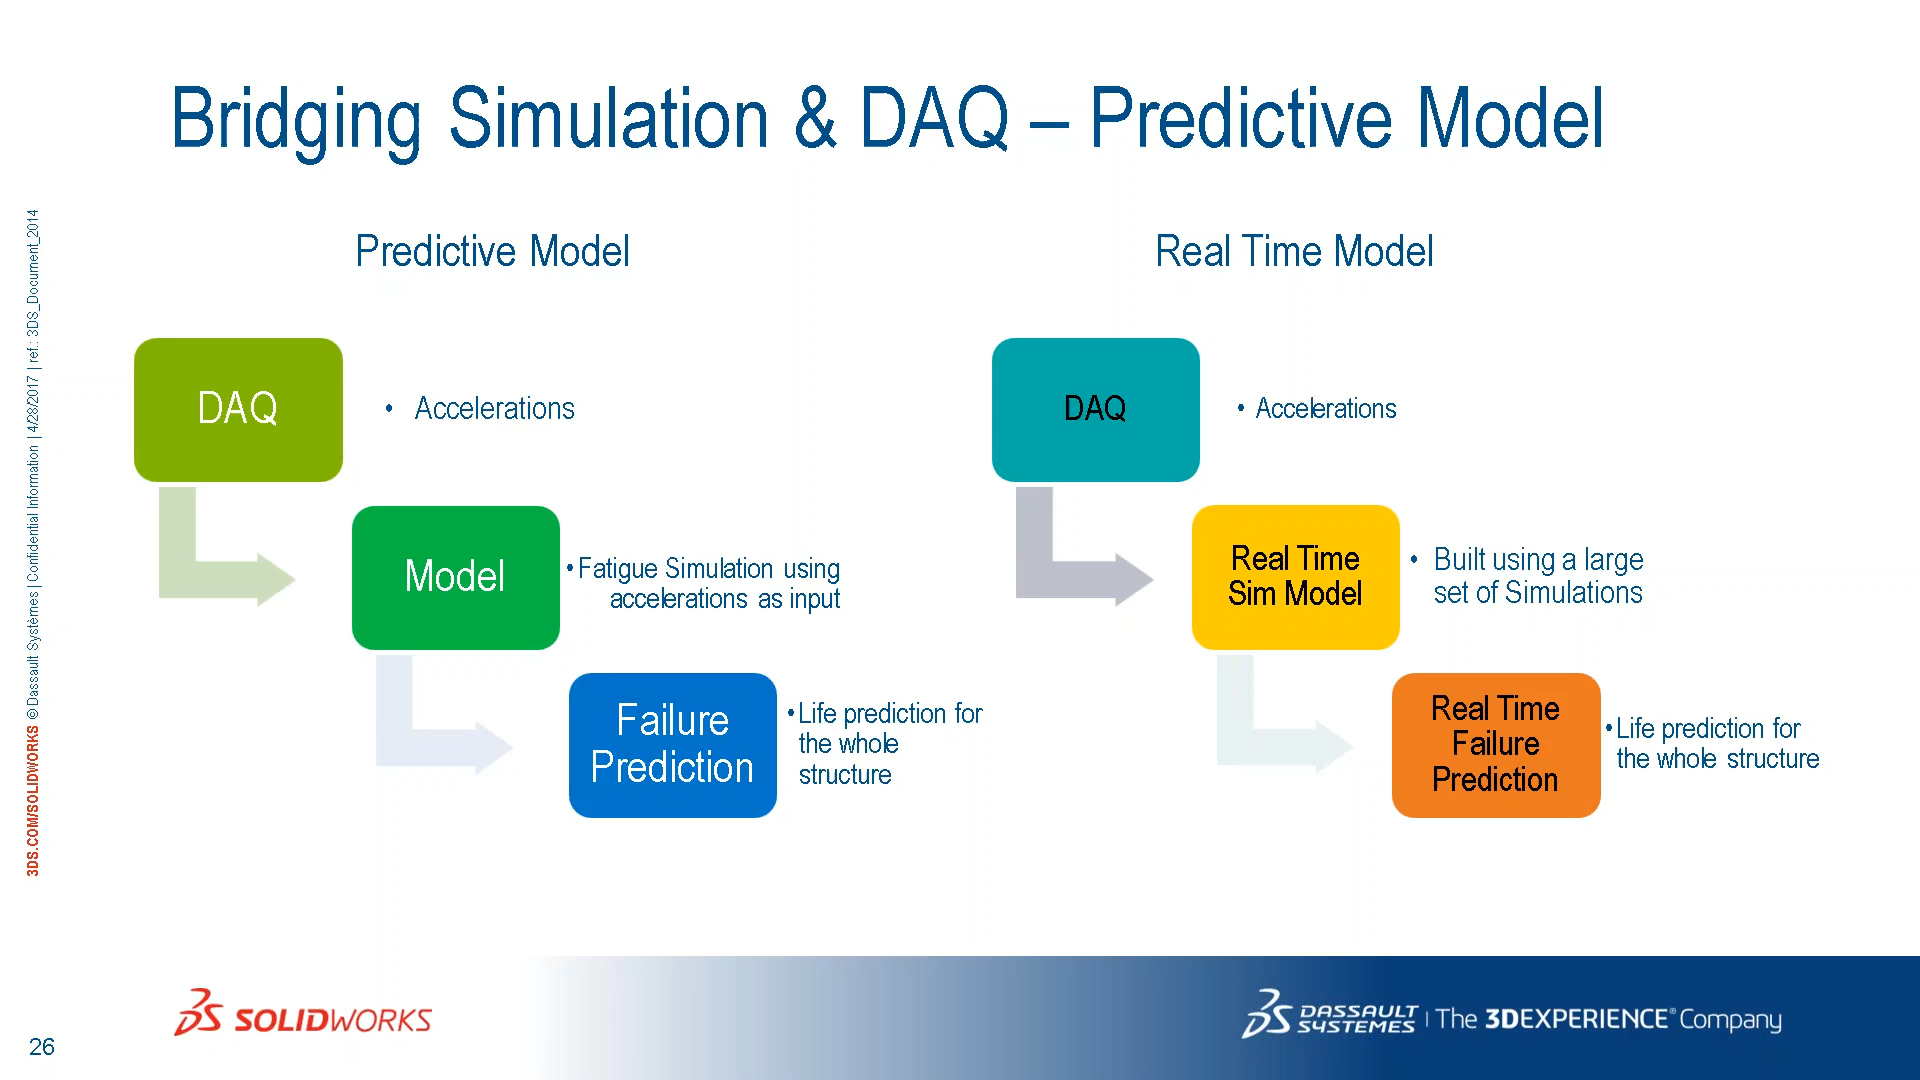 Bridging Simulation & DAQ – Predictive Model
Predictive Model
DAQ
• Accelerations
Model
• Fatigue Simulation using
accelerations as input
Failure
Prediction
• Life prediction for
the whole
structure
Real Time Model
DAQ
• Accelerations
Real Time
Sim Model
• Built using a large
set of Simulations
Real Time
Failure
Prediction
• Life prediction for
the whole structure
3DS.COM/SOLIDWORKS © Dassault Systèmes | Confidential Information | 4/28/2017 | ref.: 3DS_Document_2014
26
SOLIDWORKS
DASSAULT
SYSTEMES | The 3DEXPERIENCE® Company